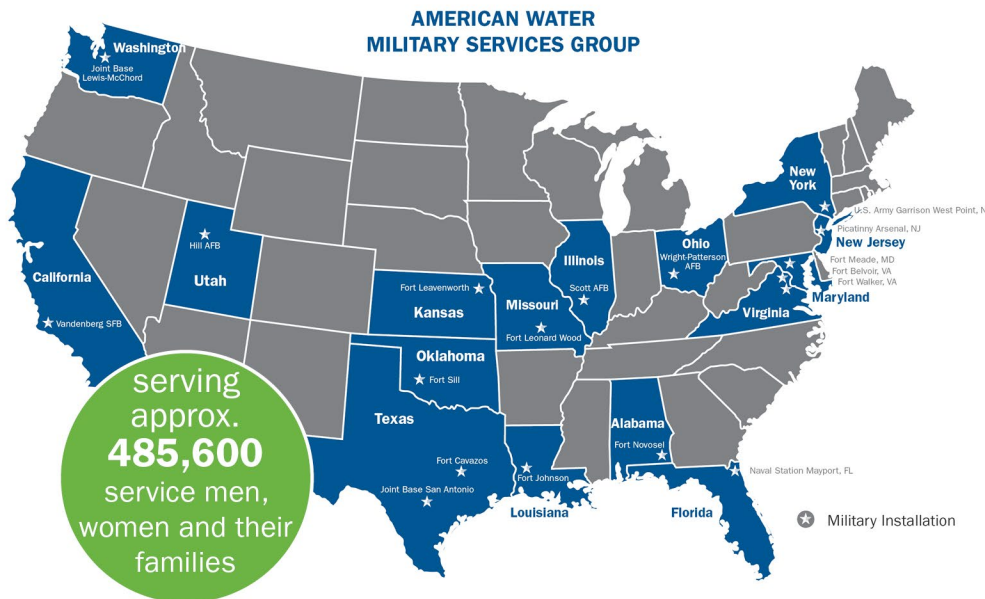 AMERICAN WATER
MILITARY SERVICES GROUP
Washington
Joint Base
Lewis-McChord
California
Vandenberg SFB
Hill AFB
Utah
Fort Leavenworth
Kansas
Oklahoma
Fort Sill
Texas
Fort Cavazos
Joint Base San Antonio
Missouri
Fort Leonard Wood
Illinois
Scott AFB
Ohio
Wright-Patterson
AFB
New
York
U.S. Army Garrison West Point, N
Picatinny Arsenal, NJ
New Jersey
Fort Meade, MD
Fort Belvoir, VA
Fort Walker, VA
Maryland
Virginia
Alabama
Fort Novosel
Fort Johnson
Louisiana
Naval Station Mayport, FL
Florida
serving
approx.
485,600
service men,
women and their
families
Military Installation